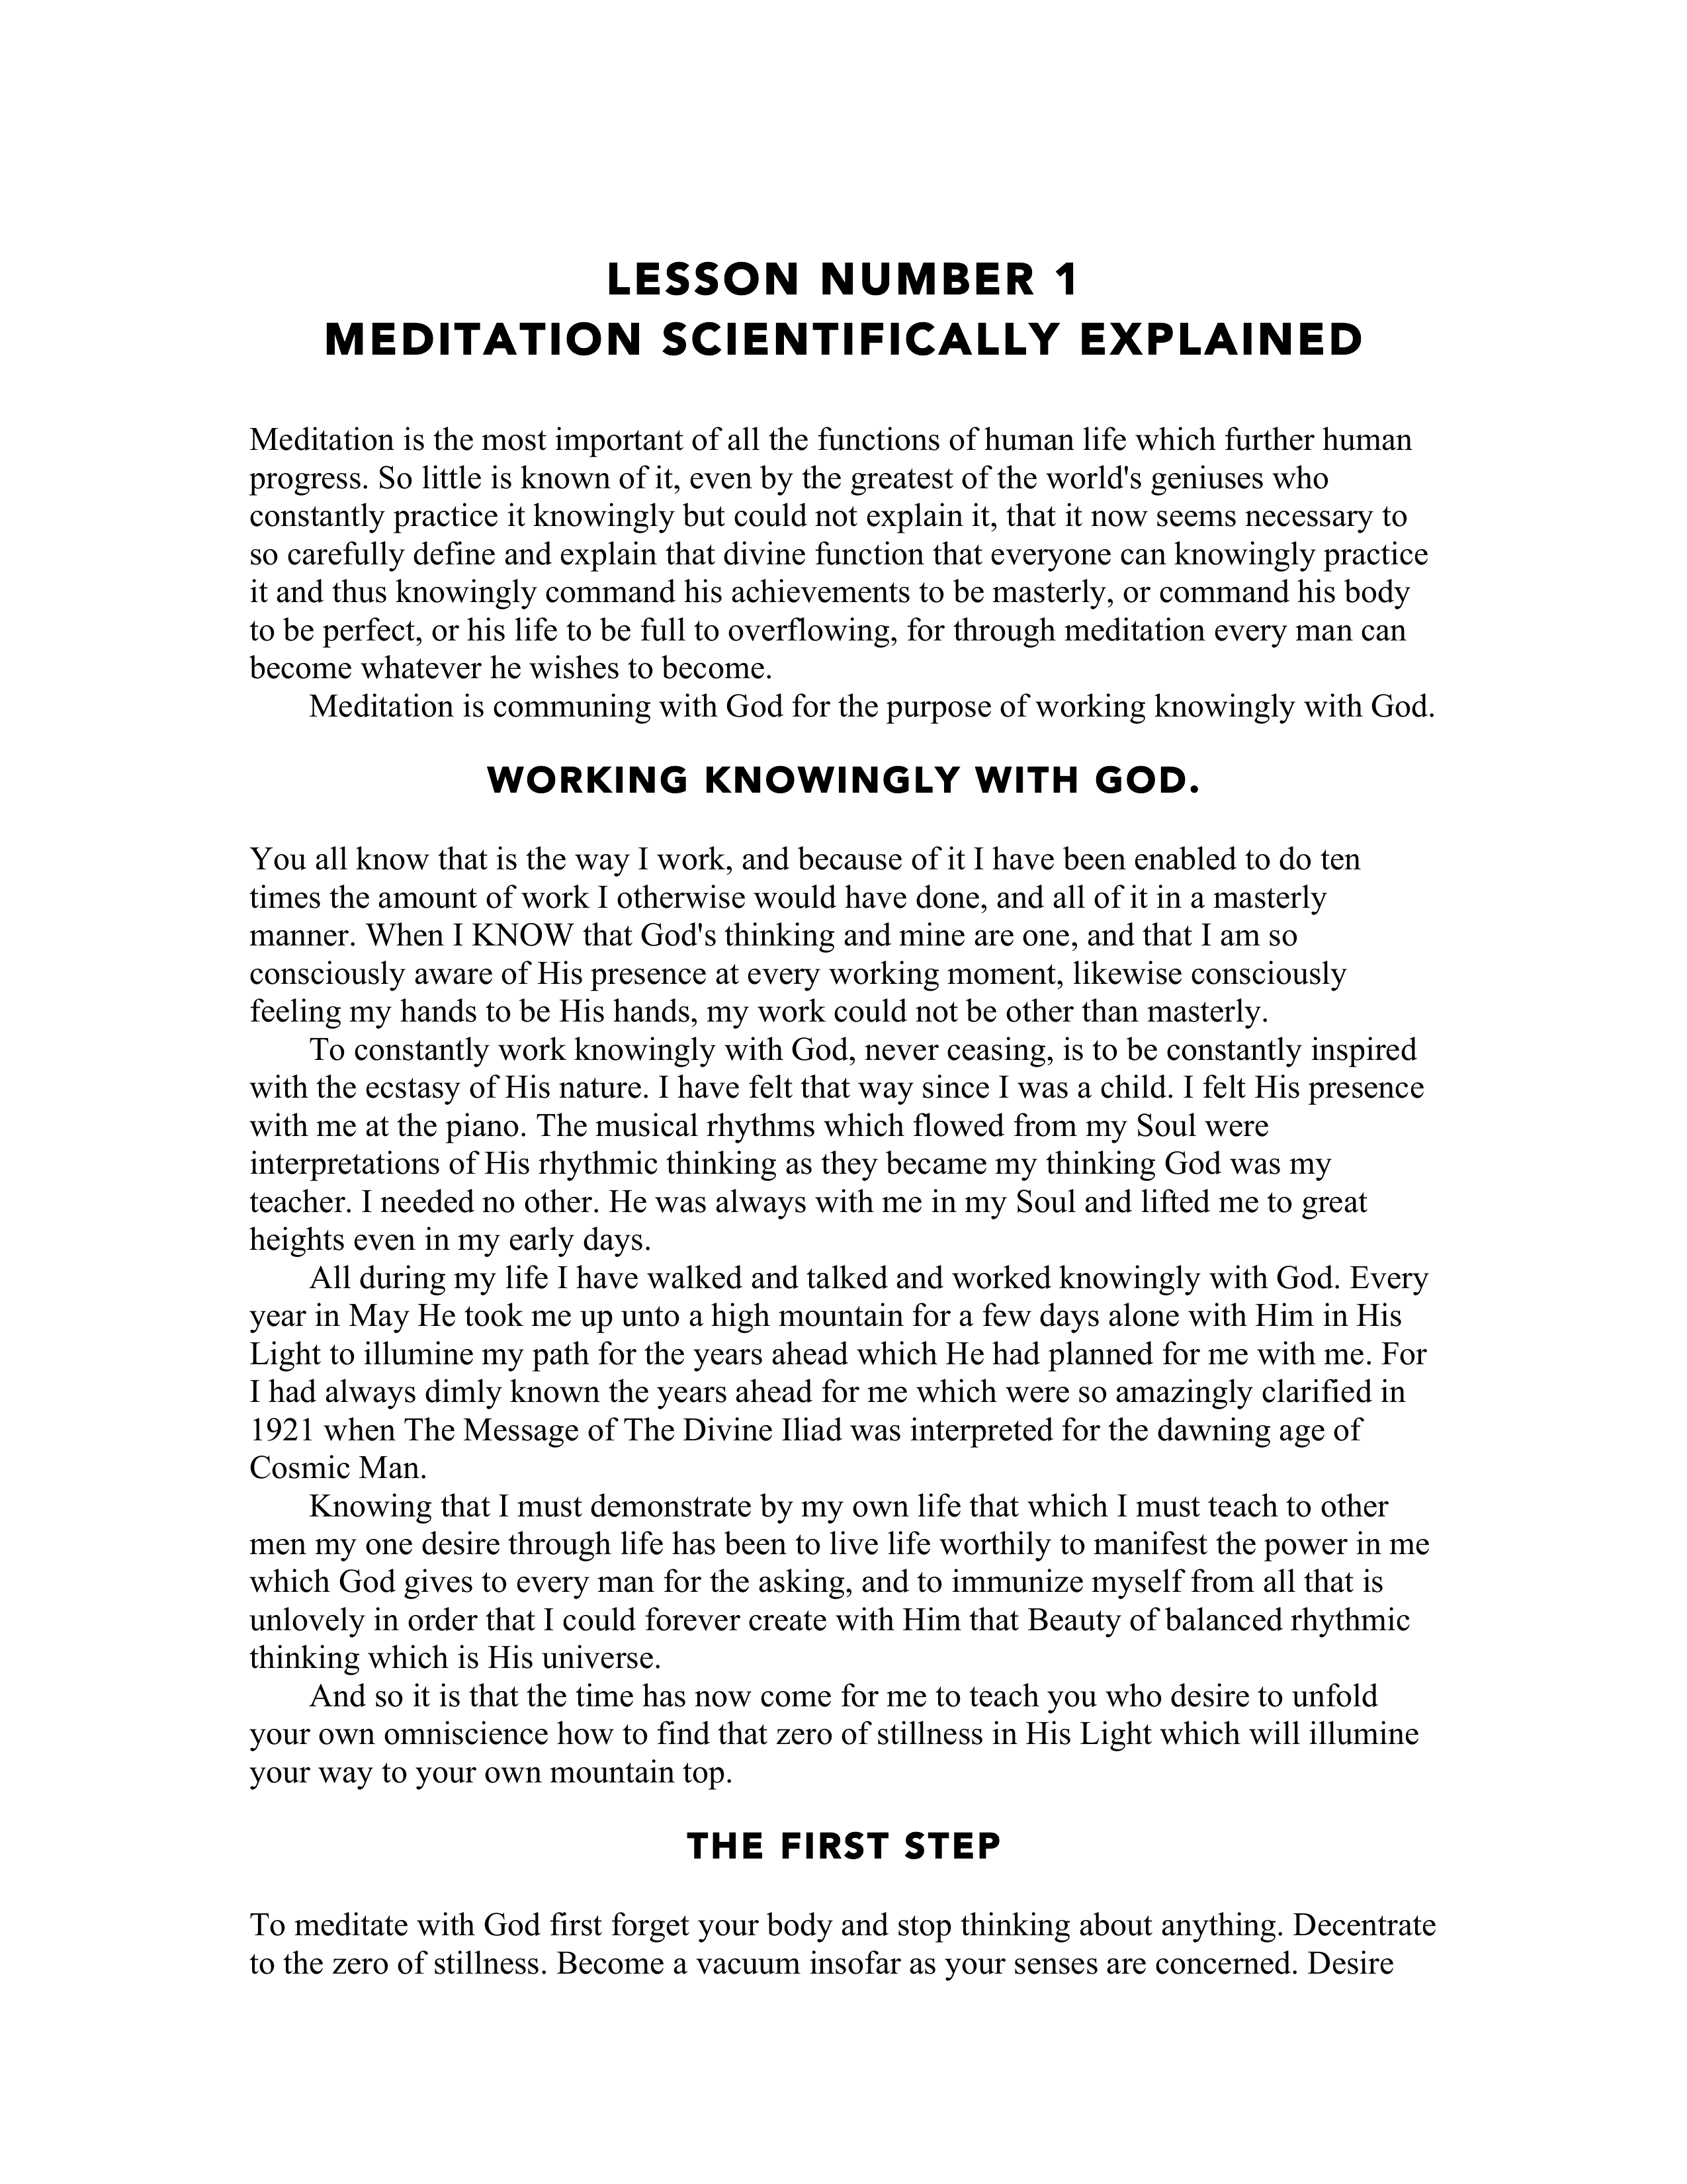 LESSON NUMBER 1
MEDITATION SCIENTIFICALLY EXPLAINED
Meditation is the most important of all the functions of human life which further human
progress. So little is known of it, even by the greatest of the world's geniuses who
constantly practice it knowingly but could not explain it, that it now seems necessary to
so carefully define and explain that divine function that everyone can knowingly practice
it and thus knowingly command his achievements to be masterly, or command his body
to be perfect, or his life to be full to overflowing, for through meditation every man can
become whatever he wishes to become.
Meditation is communing with God for the purpose of working knowingly with God.
WORKING KNOWINGLY WITH GOD.
You all know that is the way I work, and because of it I have been enabled to do ten
times the amount of work I otherwise would have done, and all of it in a masterly
manner. When I KNOW that God's thinking and mine are one, and that I am so
consciously aware of His presence at every working moment, likewise consciously
feeling my hands to be His hands, my work could not be other than masterly.
To constantly work knowingly with God, never ceasing, is to be constantly inspired
with the ecstasy of His nature. I have felt that way since I was a child. I felt His presence
with me at the piano. The musical rhythms which flowed from my Soul were
interpretations of His rhythmic thinking as they became my thinking God was my
teacher. I needed no other. He was always with me in my Soul and lifted me to great
heights even in my early days.
All during my life I have walked and talked and worked knowingly with God. Every
year in May He took me up unto a high mountain for a few days alone with Him in His
Light to illumine my path for the years ahead which He had planned for me with me. For
I had always dimly known the years ahead for me which were so amazingly clarified in
1921 when The Message of The Divine Iliad was interpreted for the dawning age of
Cosmic Man.
Knowing that I must demonstrate by my own life that which I must teach to other
men my one desire through life has been to live life worthily to manifest the power in me
which God gives to every man for the asking, and to immunize myself from all that is
unlovely in order that I could forever create with Him that Beauty of balanced rhythmic
thinking which is His universe.
And so it is that the time has now come for me to teach you who desire to unfold
your own omniscience how to find that zero of stillness in His Light which will illumine
your way to your own mountain top.
THE FIRST STEP
To meditate with God first forget your body and stop thinking about anything. Decentrate
to the zero of stillness. Become a vacuum insofar as your senses are concerned. Desire